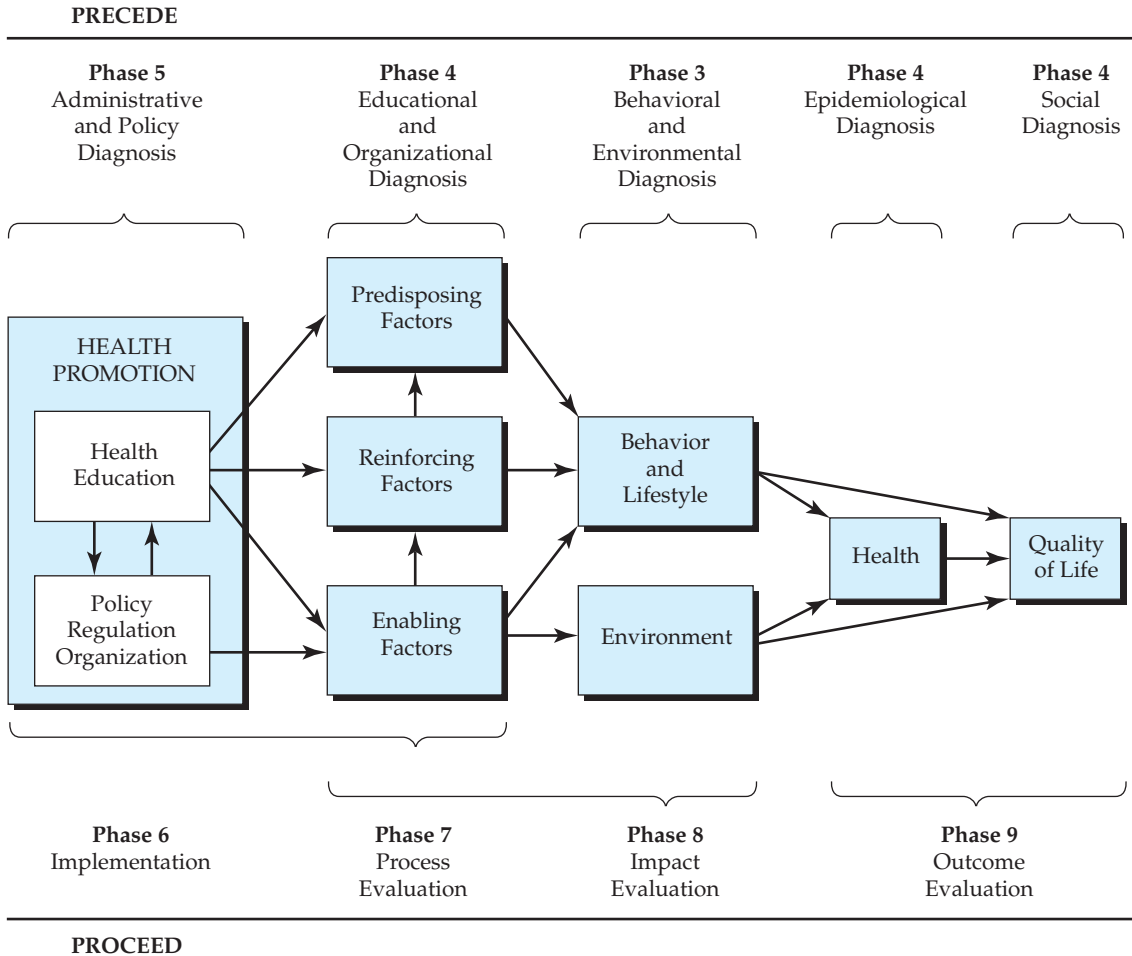 PRECEDE
Phase 5
Administrative
and Policy
Diagnosis
Phase 4
Educational
and
Organizational
Diagnosis
Phase 3
Behavioral
and
Environmental
Diagnosis
Phase 4
Epidemiological
Diagnosis
Phase 4
Social
Diagnosis
HEALTH
PROMOTION
Health
Education
Policy
Regulation
Organization
Predisposing
Factors
Reinforcing
Factors
Enabling
Factors
Behavior
and
Lifestyle
Environment
Health
Quality
of Life
Phase 6
Implementation
Phase 7
Process
Evaluation
Phase 8
Impact
Evaluation
Phase 9
Outcome
Evaluation
PROCEED